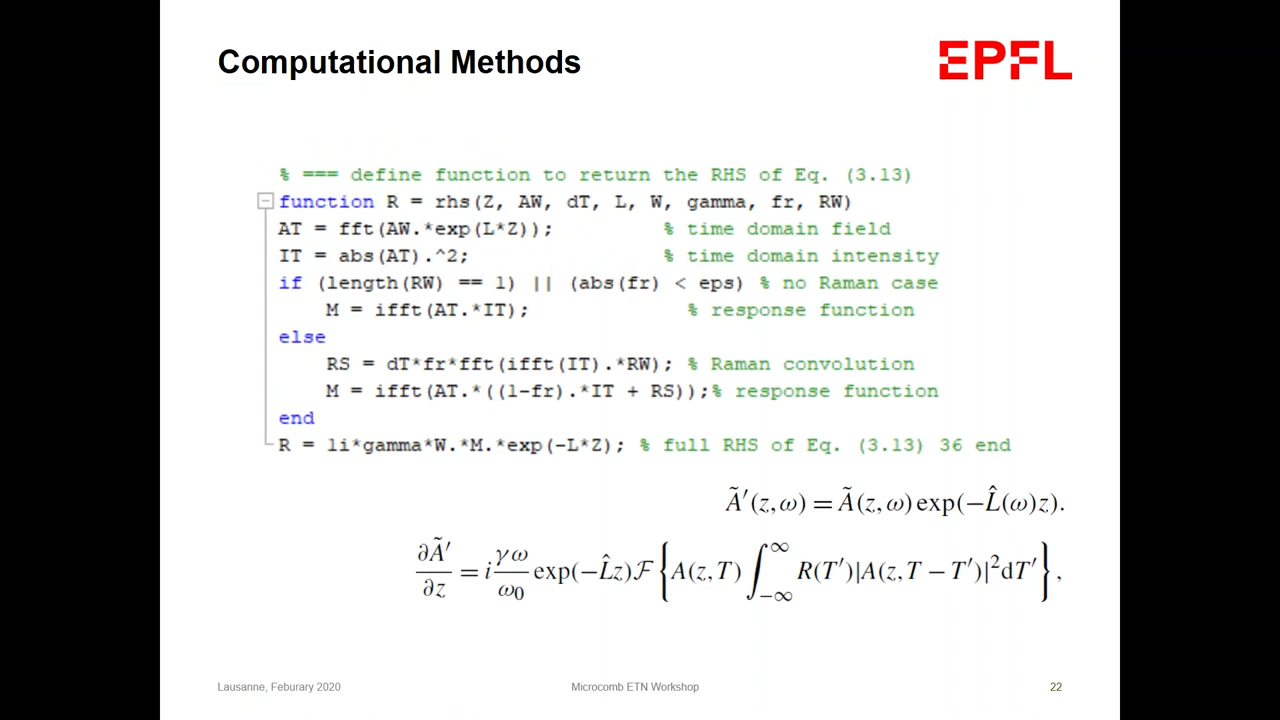 Computational Methods
EPFL
% === define function to return the RHS of Eq. (3.13)
function R = rhs(Z, AW, dT, L, W, gamma, fr, RW)
AT = fft(AW.*exp(L*Z)); % time domain field
IT = abs(AT).^2; % time domain intensity
if (length(RW) == 1) || (abs(fr) < eps) % no Raman case
M = ifft(AT.*IT); % response function
else
RS = dT*fr*fft(ifft(IT).*RW); % Raman convolution
M = ifft(AT.*((1-fr).*IT + RS));% response function
end
R = 1i*gamma*W.*M.*exp(-L*Z); % full RHS of Eq. (3.13) 36 end
Ã′(z, ω) = Ã(z, ω) exp(−L̂(ω)z).
∂Ã′/∂z = i γω/ω₀ exp(−L̂z)ℱ{A(z, T) ∫_{−∞}^{∞} R(T′)|A(z, T − T′)|²dT′},
Lausanne, Feburary 2020
Microcomb ETN Workshop
22